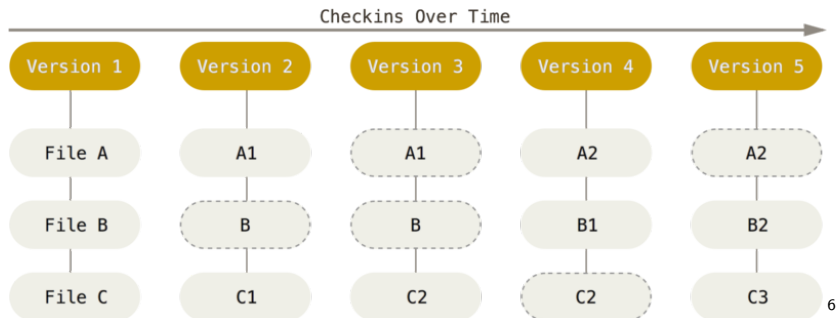 Checkins Over Time
Version 1 Version 2 Version 3 Version 4 Version 5
File A A1 A1 A2 A2
File B B B B1 B2
File C C1 C2 C2 C3
6